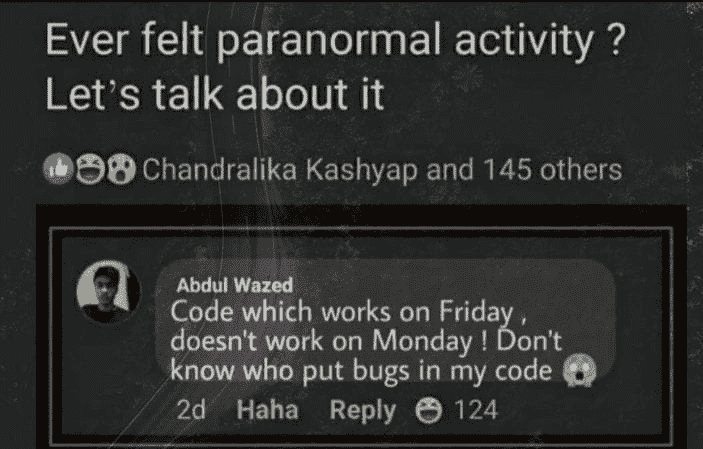 Ever felt paranormal activity ?
Let's talk about it
Chandralika Kashyap and 145 others
Abdul Wazed
Code which works on Friday ,
doesn't work on Monday ! Don't
know who put bugs in my code 😱
2d Haha Reply 124